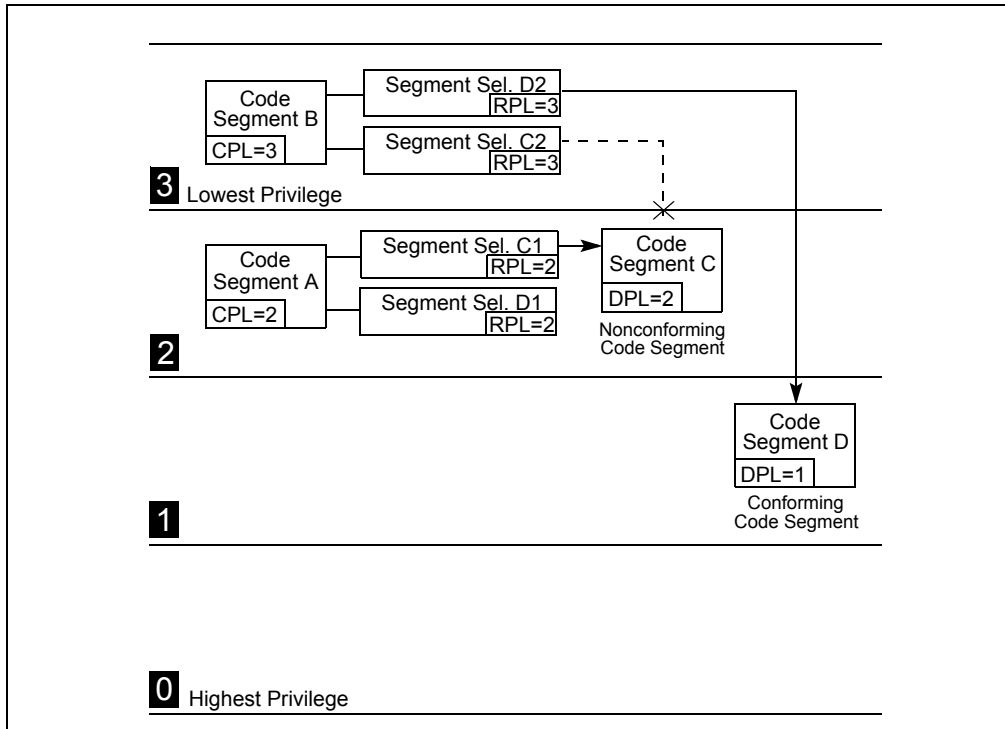 Code
Segment B
CPL=3
Segment Sel. D2
RPL=3
Segment Sel. C2
RPL=3
3 Lowest Privilege
Code
Segment A
CPL=2
Segment Sel. C1
RPL=2
Segment Sel. D1
RPL=2
Code
Segment C
DPL=2
Nonconforming
Code Segment
2
Code
Segment D
DPL=1
Conforming
Code Segment
1
0 Highest Privilege